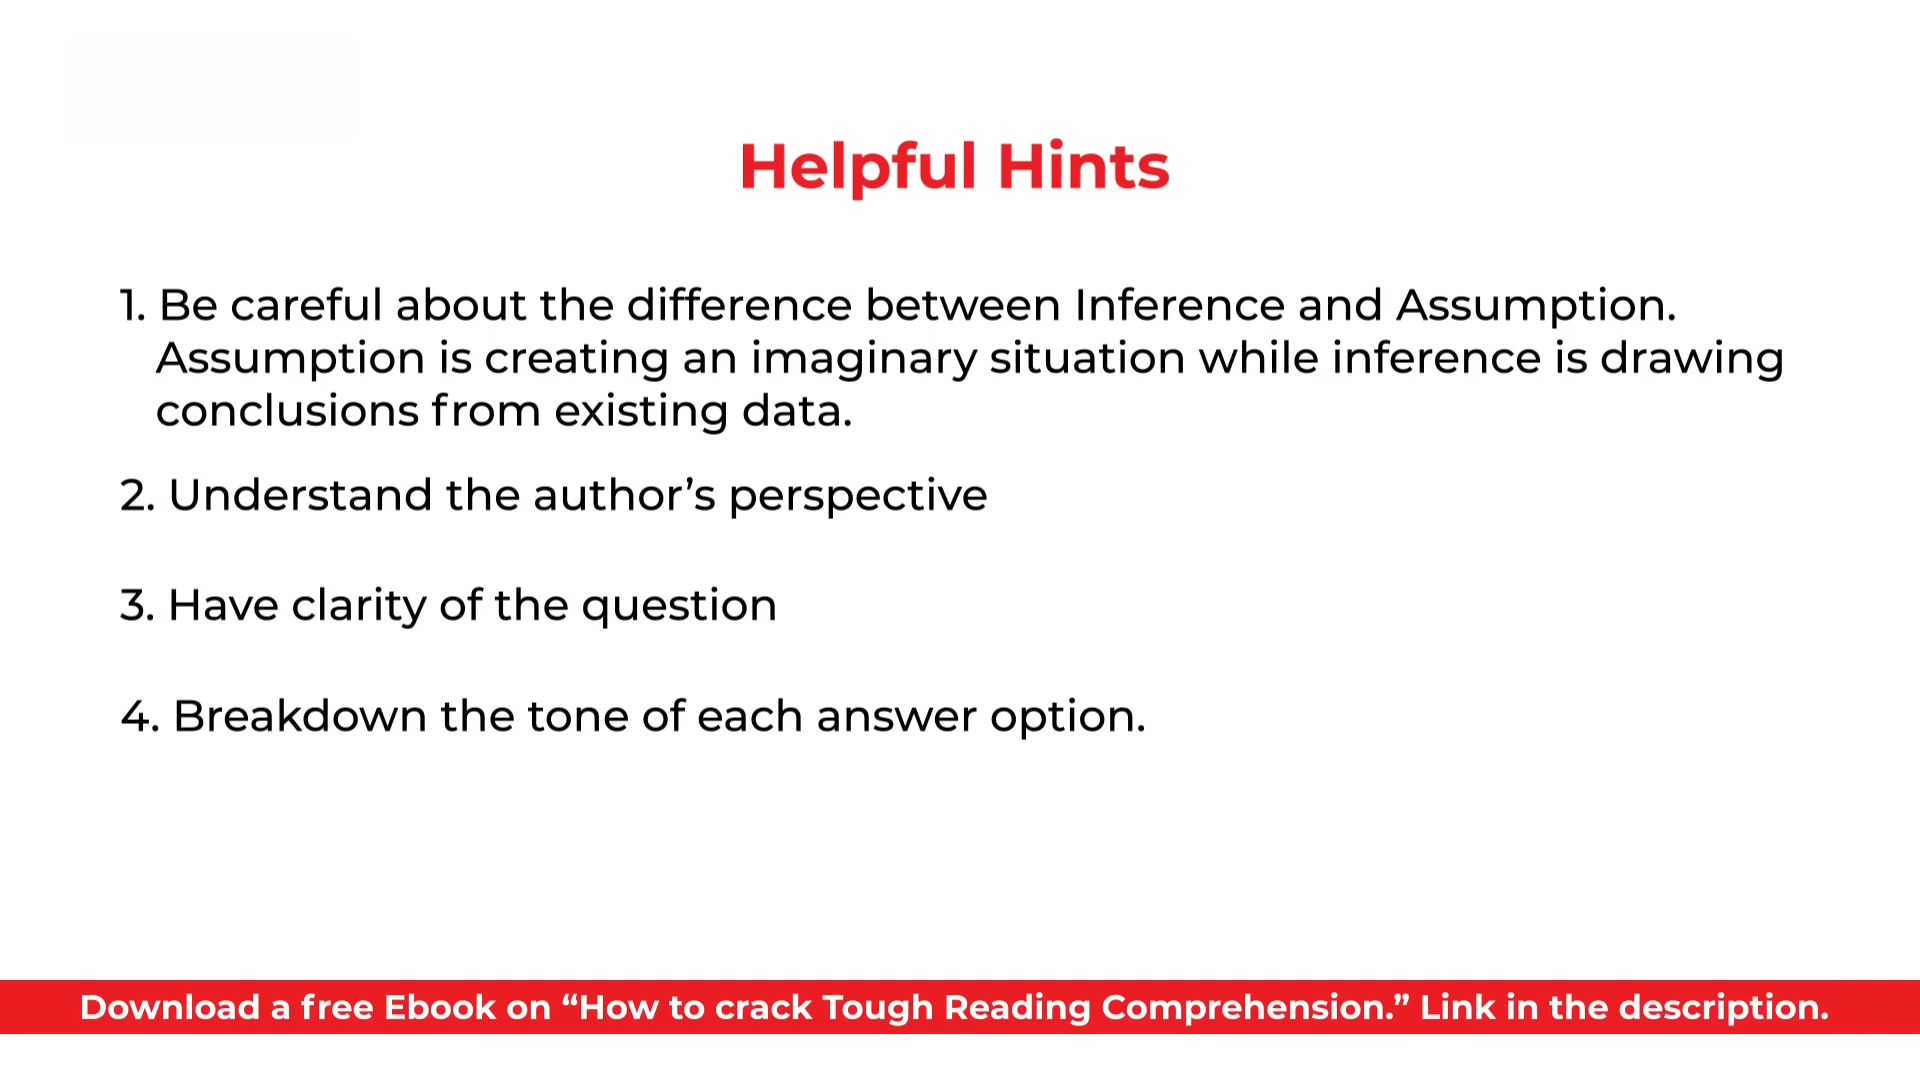 Helpful Hints
1. Be careful about the difference between Inference and Assumption.
Assumption is creating an imaginary situation while inference is drawing
conclusions from existing data.
2. Understand the author’s perspective
3. Have clarity of the question
4. Breakdown the tone of each answer option.
Download a free Ebook on “How to crack Tough Reading Comprehension.” Link in the description.